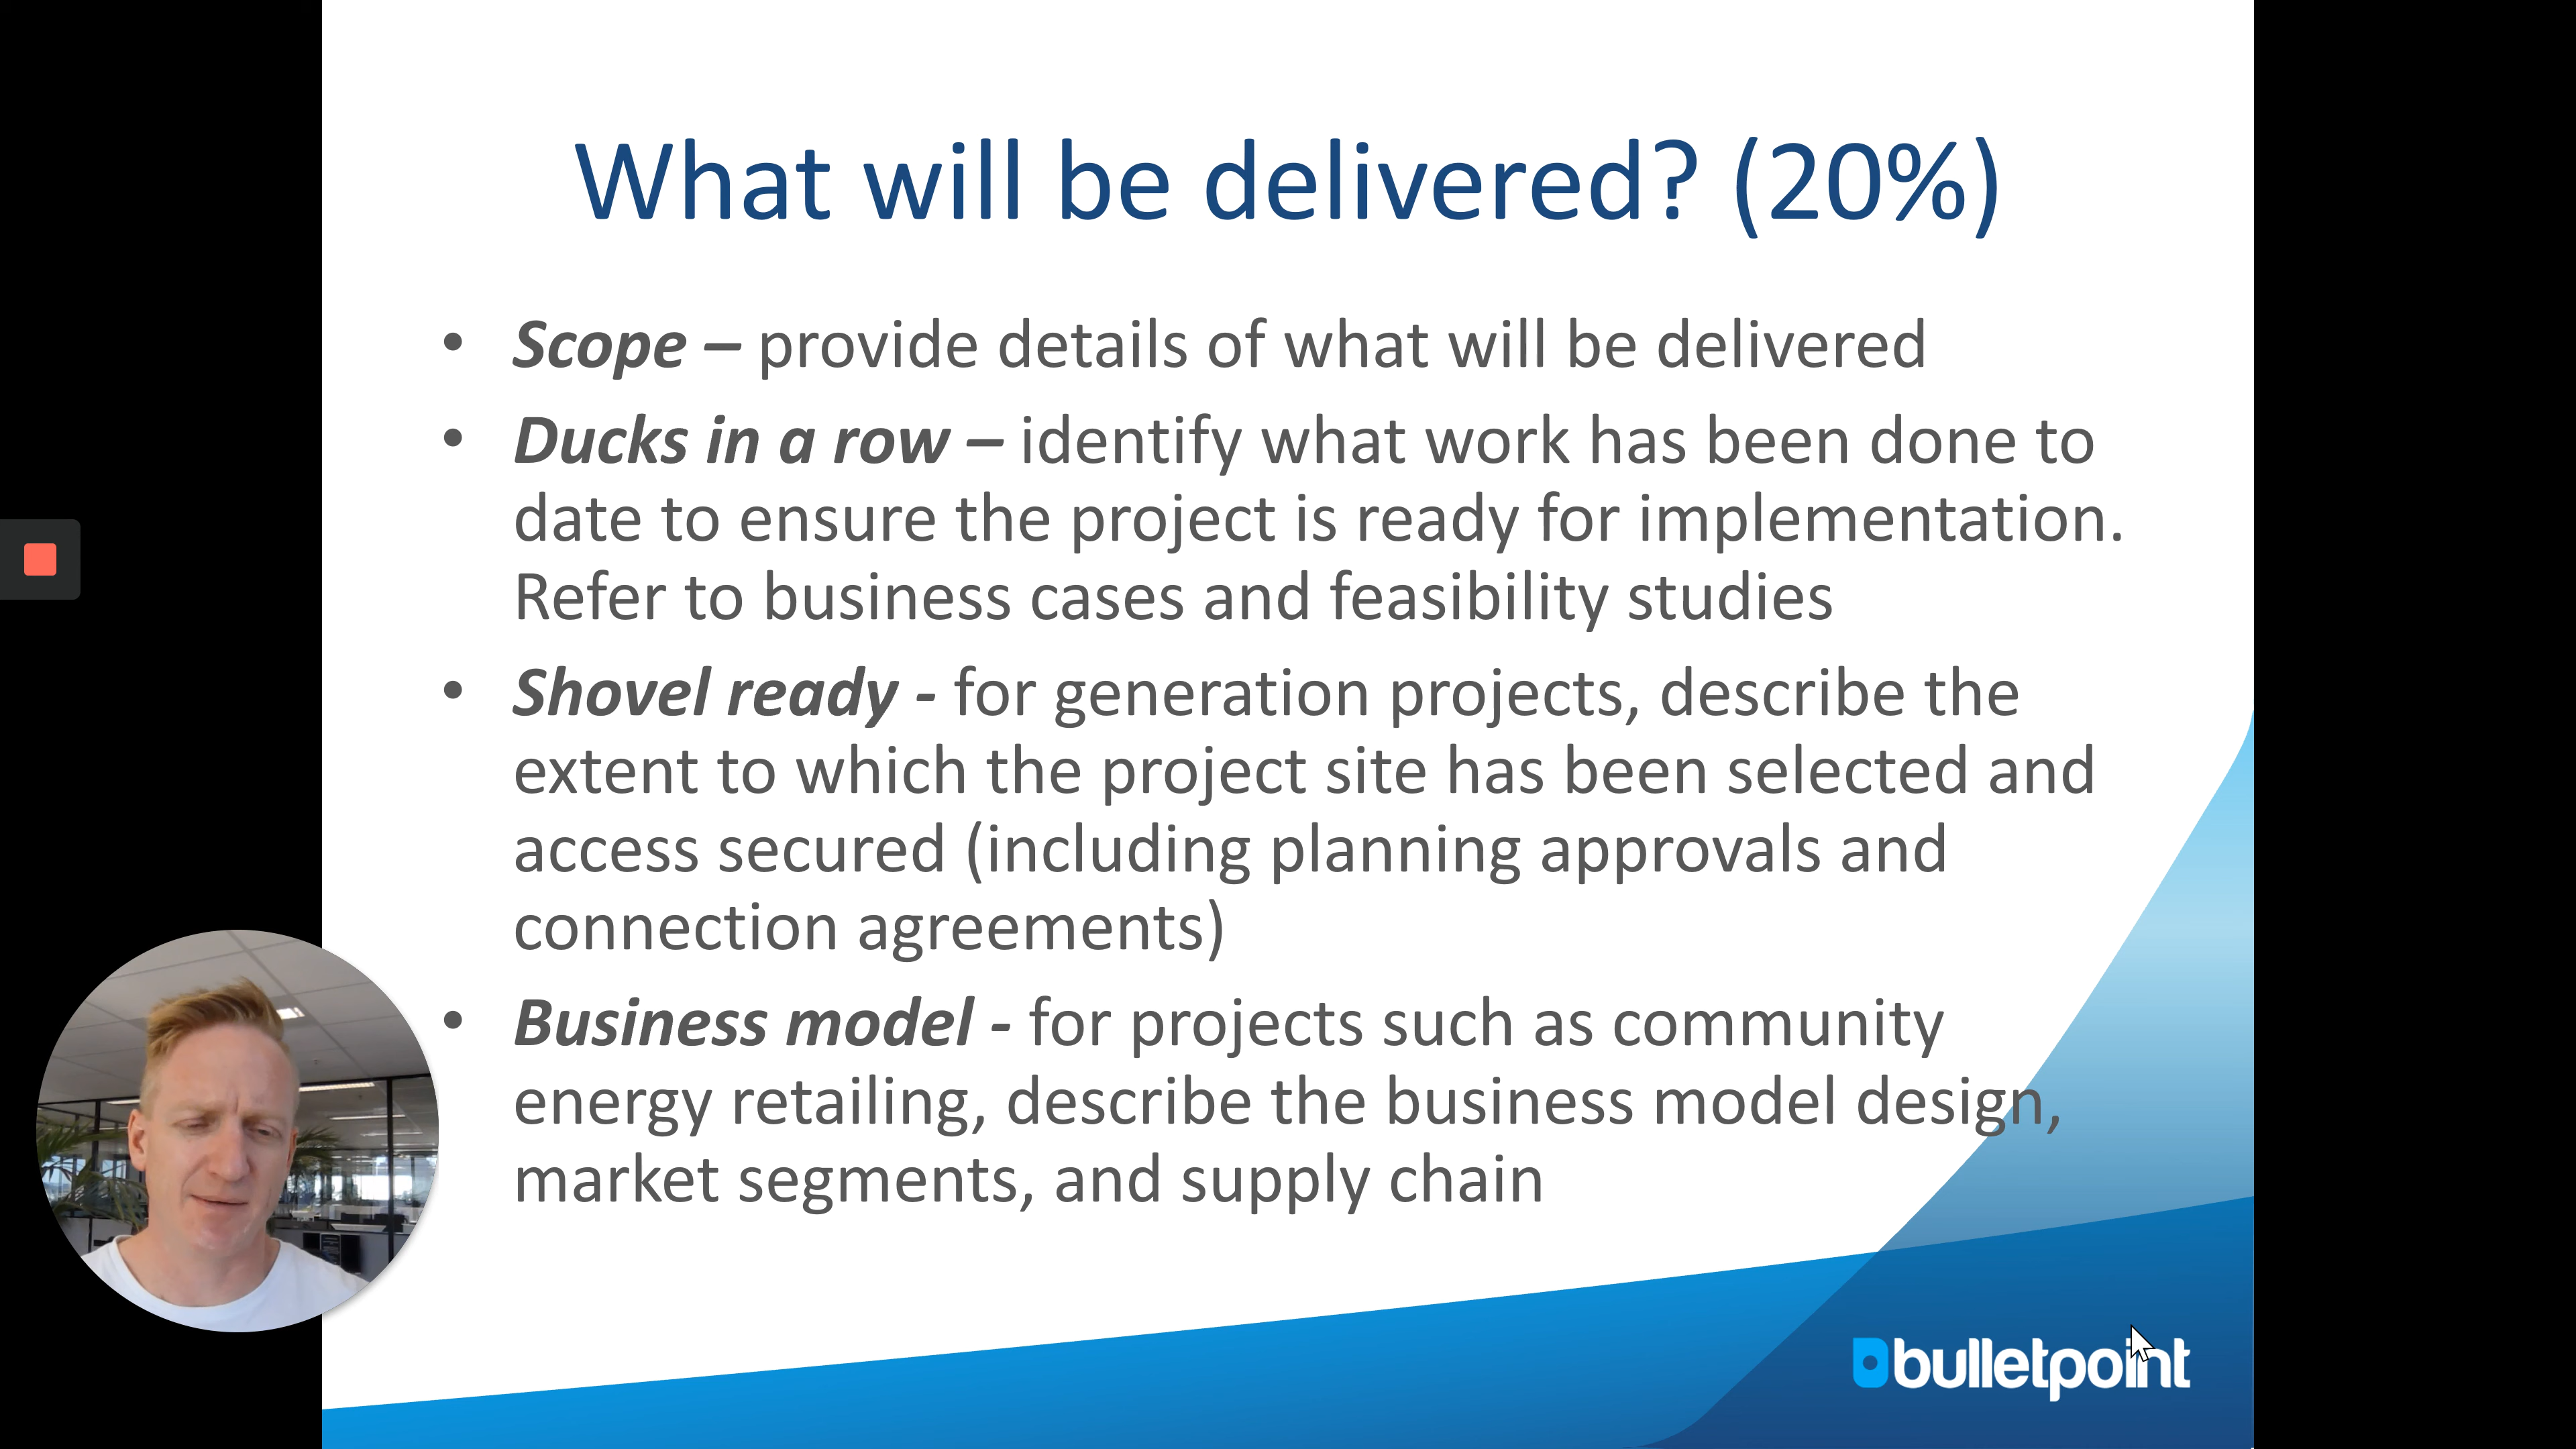 What will be delivered? (20%)
• Scope – provide details of what will be delivered
• Ducks in a row – identify what work has been done to
date to ensure the project is ready for implementation.
Refer to business cases and feasibility studies
• Shovel ready - for generation projects, describe the
extent to which the project site has been selected and
access secured (including planning approvals and
connection agreements)
• Business model - for projects such as community
energy retailing, describe the business model design,
market segments, and supply chain
bulletpoint